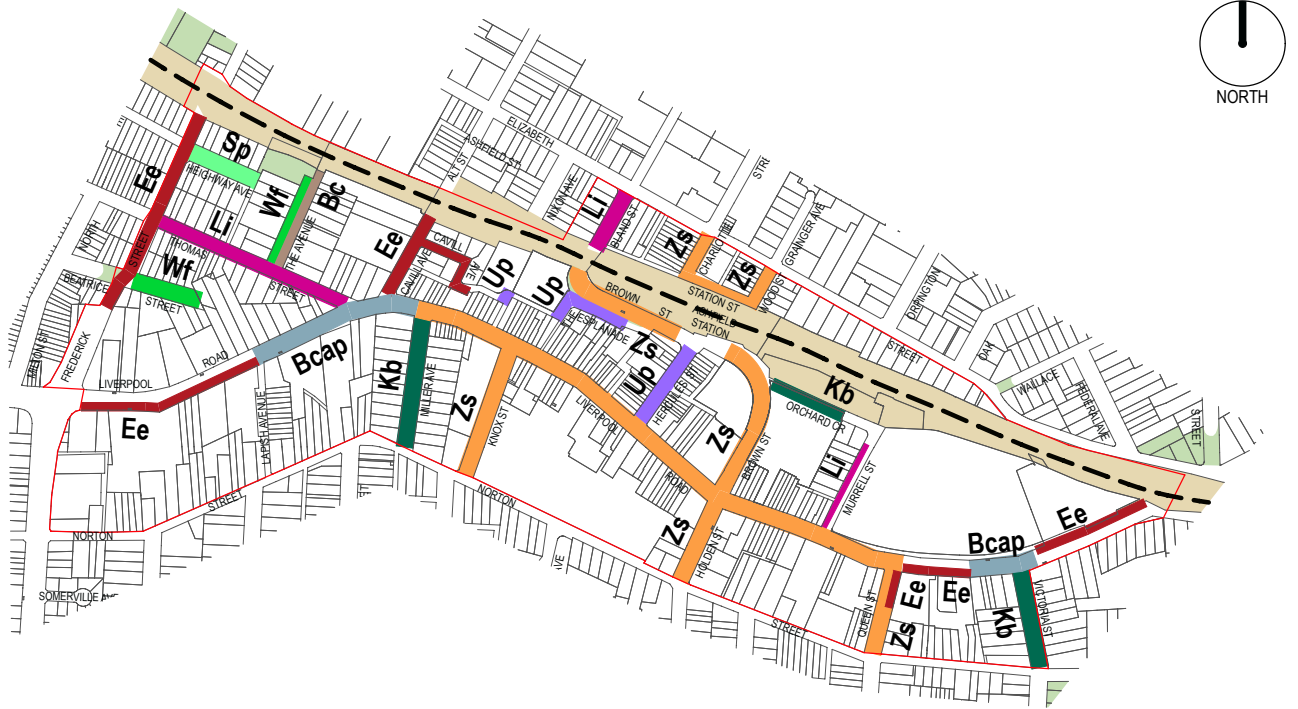 NORTH
ELIZABETH
ASHFIELD ST
ALT ST
NIXON AVE
Li
BLAND ST
Zs
CHARLOTTE
Zs
WOOD ST
GRAINGER AVE
ORPINGTON
OAK
WALLACE
FEDERAL AVE
STREET
STREET
Sp
HEIGHWAY AVE
Ee
Wf
Bc
THE AVENUE
Li
THOMAS
STREET
NORTH
STREET
BEATRICE
Wf
STREET
Ee
CAVILL
AVE
CAVILL AVE
Up
Up
THE
ESPLANADE
BROWN
ST
STATION ST
ASHFIELD
STATION
Zs
Up
HERCULES ST
MILTON ST
FREDERICK
LIVERPOOL
ROAD
Bcap
Ee
LAPISH AVENUE
Kb
MILLER AVE
Zs
KNOX ST
LIVERPOOL
ROAD
Zs
BROWN ST
Kb
ORCHARD CR
Li
MURRELL ST
NORTON
STREET
NORTON
AVE
SOMERVILLE AVE
Zs
HOLDEN ST
STREET
QUEEN ST
Zs
Ee
Ee
Bcap
Ee
Kb
VICTORIA ST